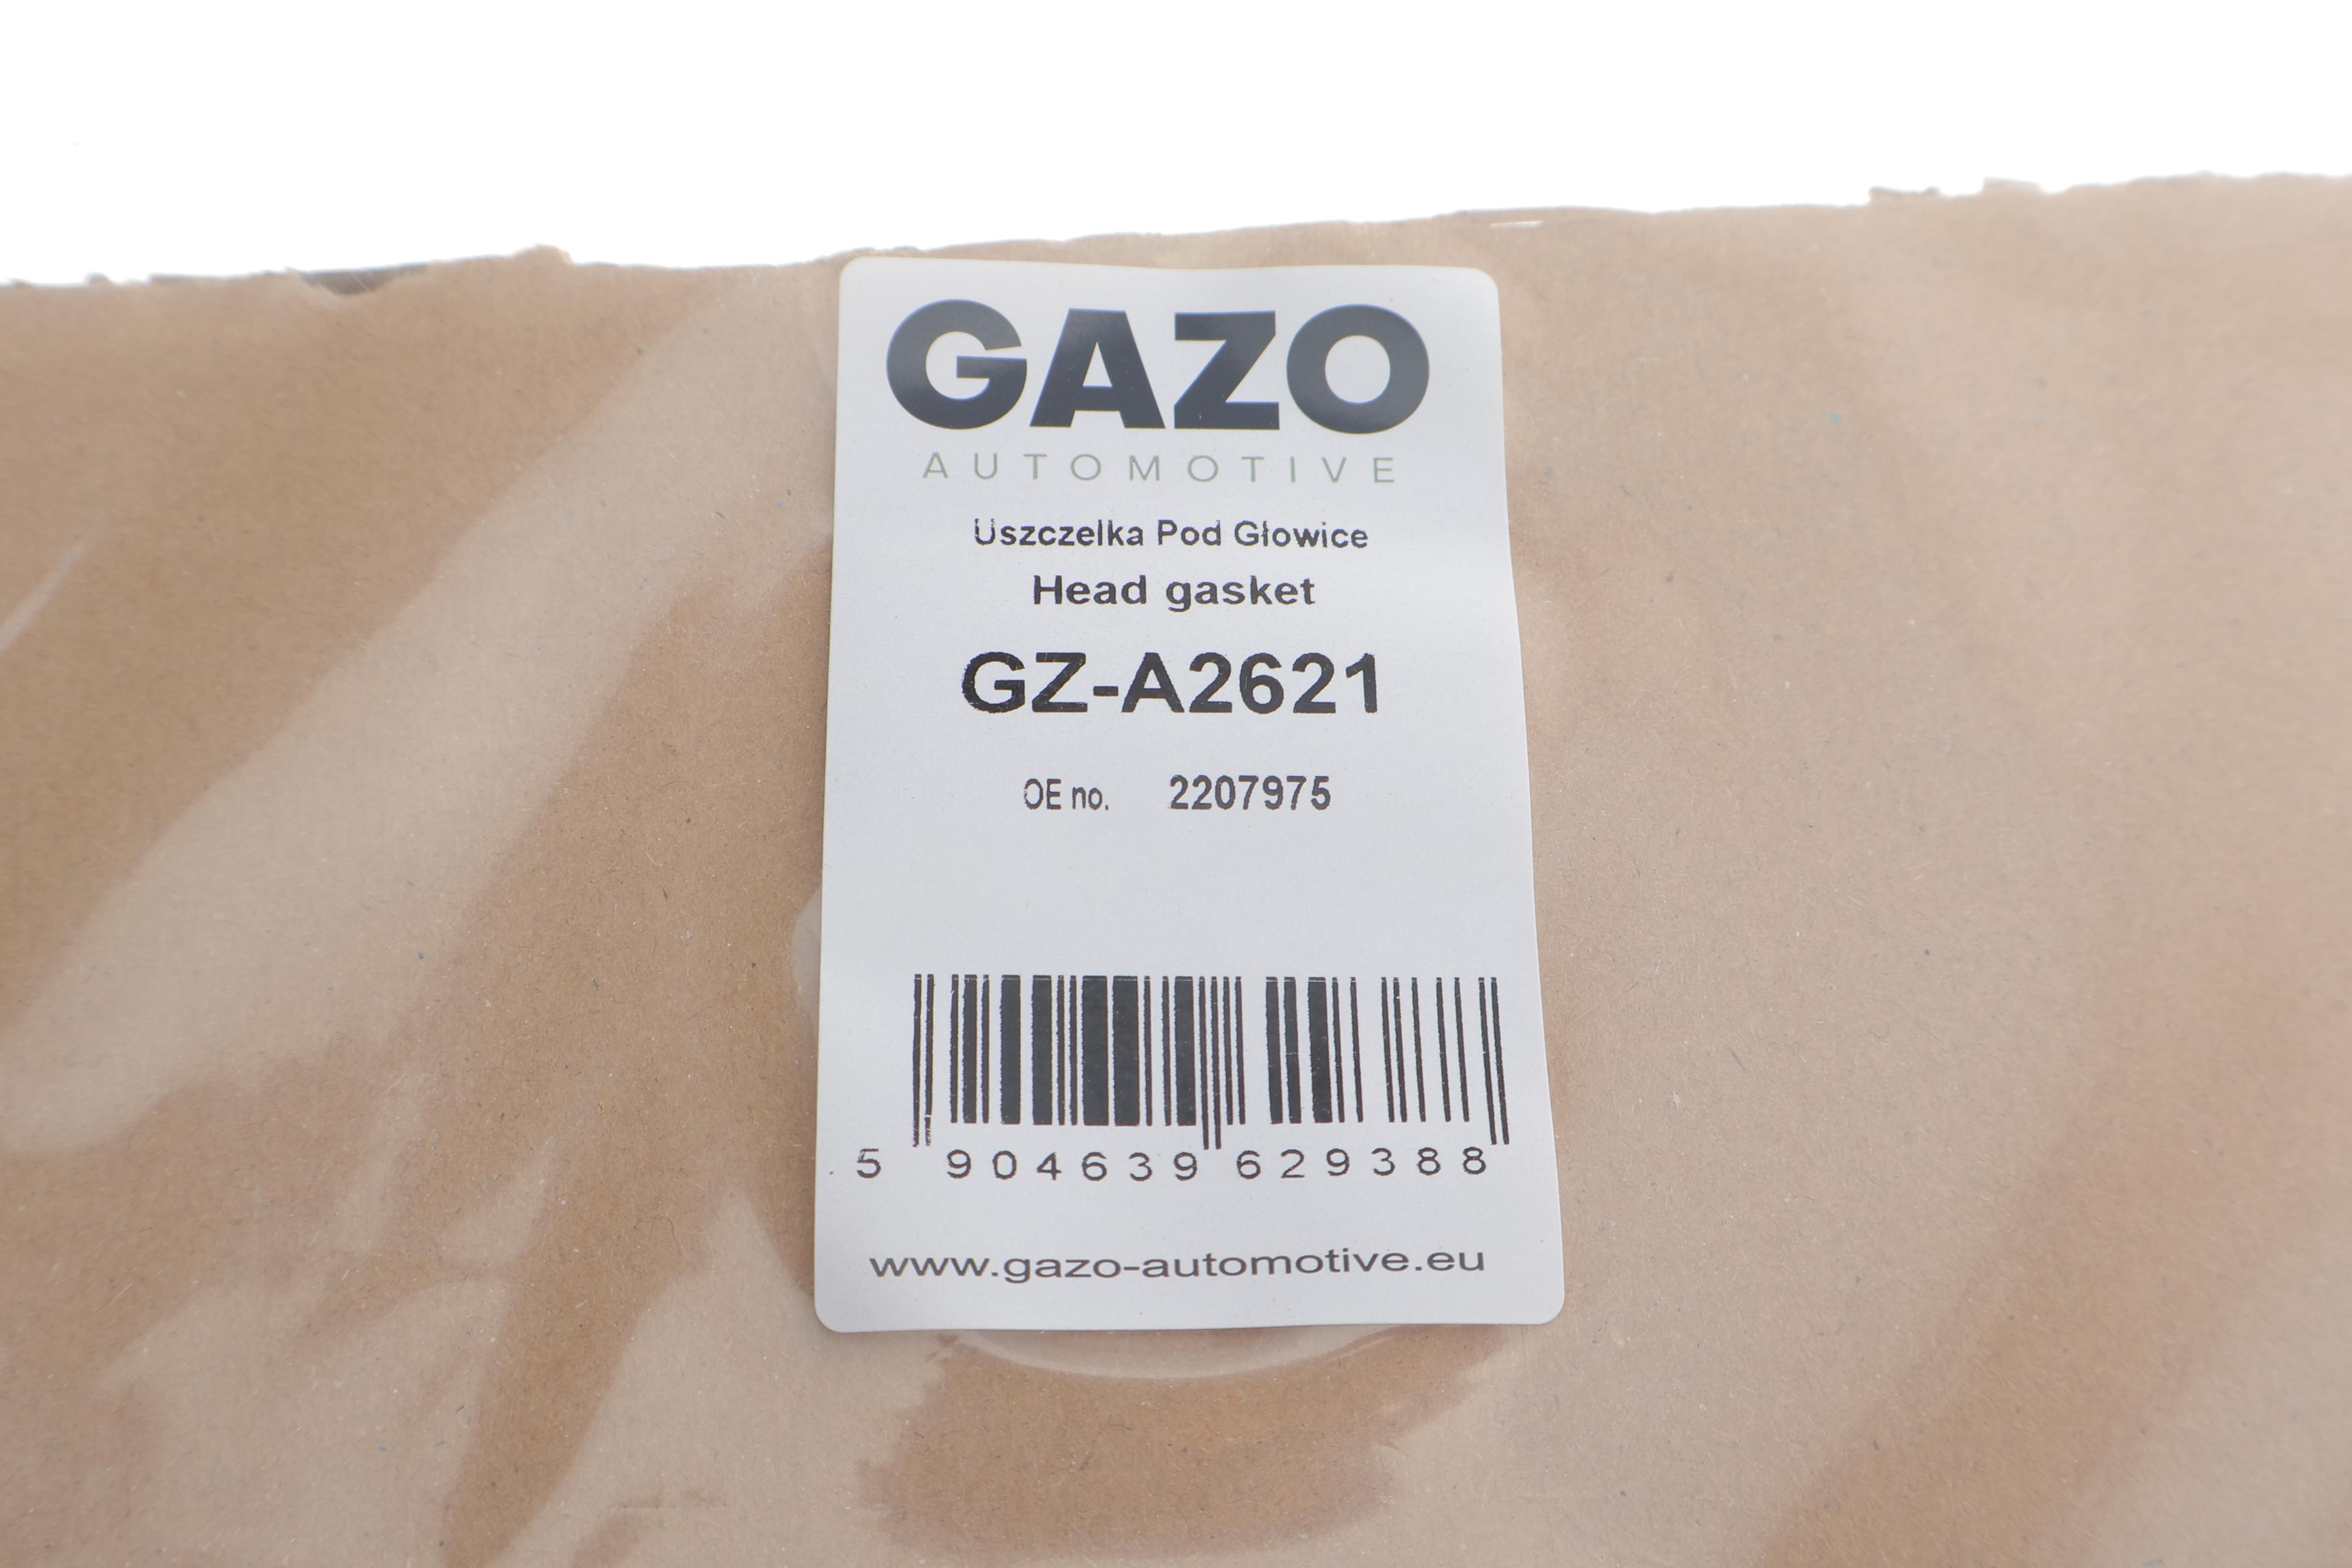 GAZO
AUTOMOTIVE
Uszczelka Pod Głowice
Head gasket
GZ-A2621
OE no. 2207975
5 904639 629388
www.gazo-automotive.eu